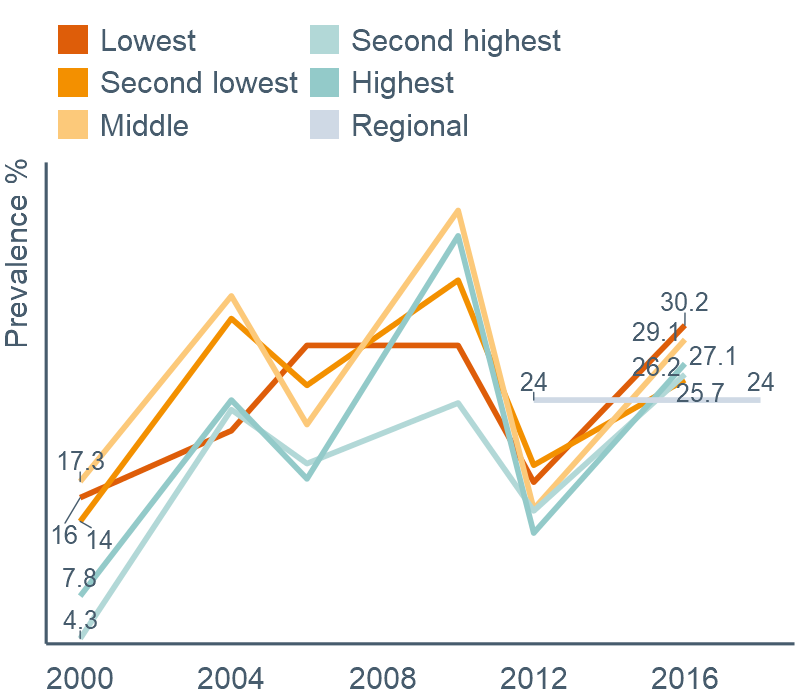 Lowest
Second lowest
Middle
Second highest
Highest
Regional
Prevalence %
30.2
29.1
27.1
26.2
25.7
24
24
17.3
16
14
7.8
4.3
2000 2004 2008 2012 2016